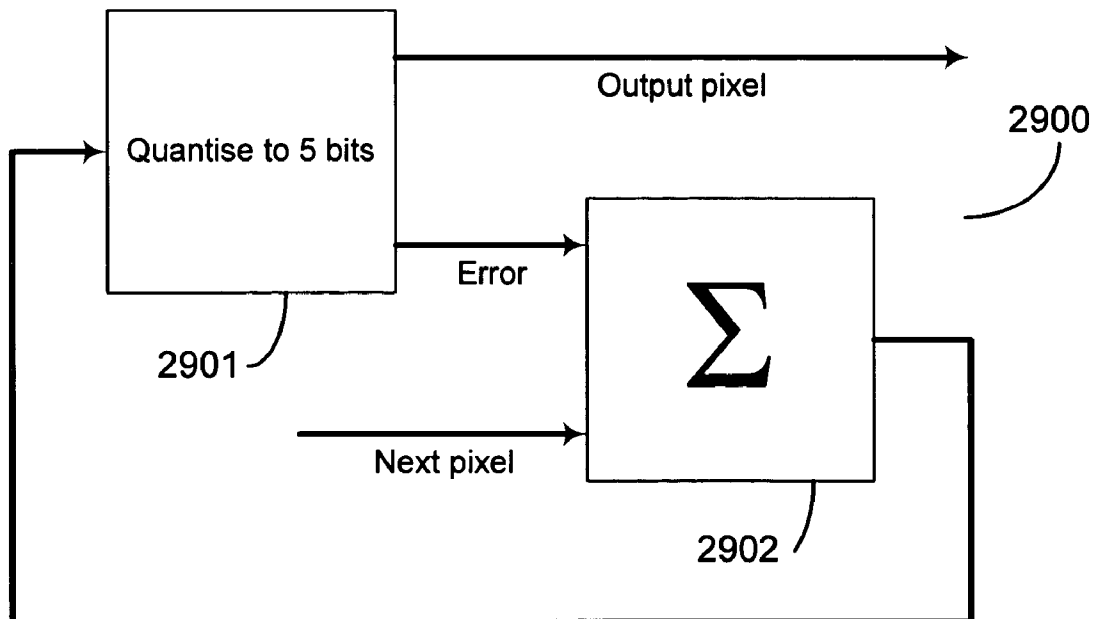 Output pixel
2900
Quantise to 5 bits
Error
Σ
2901
Next pixel
2902